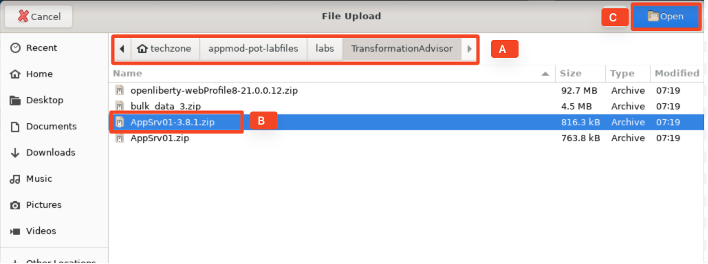 Cancel File Upload C Open
Recent techzone appmod-pot-labfiles labs TransformationAdvisor A
Home Name Size Type Modified
openliberty-webProfile8-21.0.0.12.zip 92.7 MB Archive 07:19
Desktop bulk_data_3.zip 4.5 MB Archive 07:19
Documents AppSrv01-3.8.1.zip B 816.3 kB Archive 07:19
AppSrv01.zip 763.8 kB Archive 07:19
Downloads
Music
Pictures
Videos
Other Locations